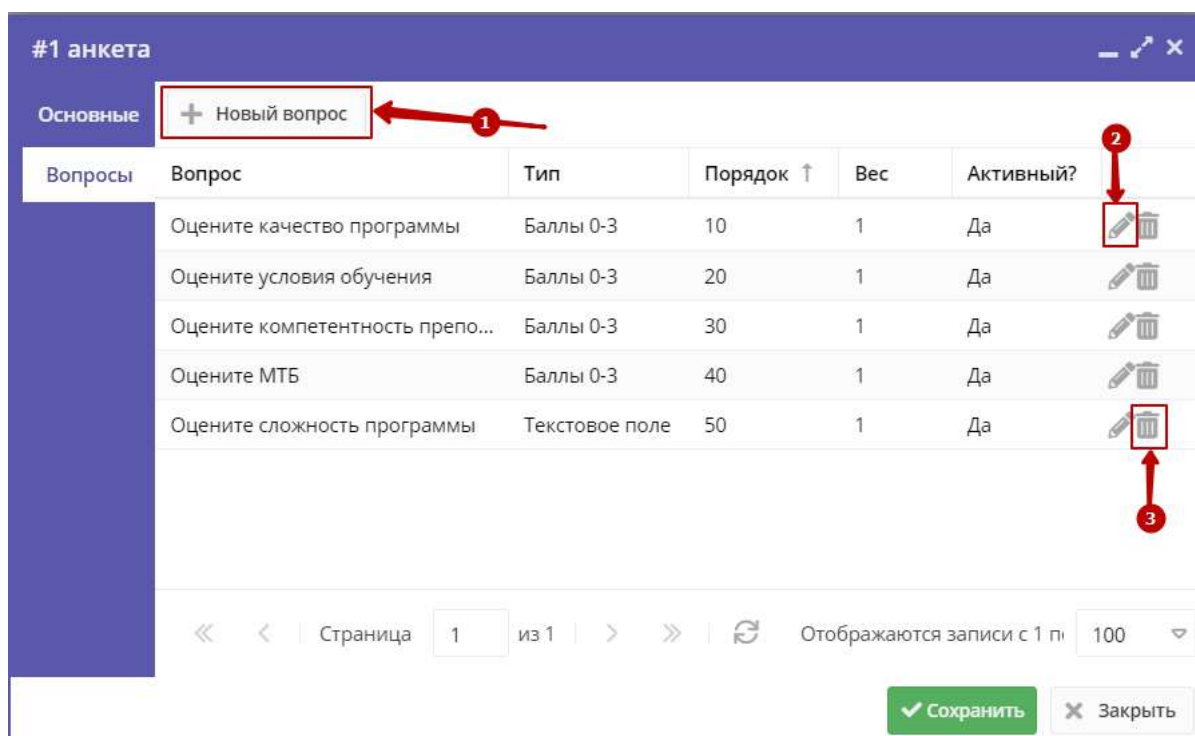 #1 анкета
Основные
+ Новый вопрос
1
2
Вопросы
Вопрос Тип Порядок ↑ Вес Активный?
Оцените качество программы Баллы 0-3 10 1 Да
Оцените условия обучения Баллы 0-3 20 1 Да
Оцените компетентность препо... Баллы 0-3 30 1 Да
Оцените МТБ Баллы 0-3 40 1 Да
Оцените сложность программы Текстовое поле 50 1 Да
3
Страница 1 из 1 Отображаются записи с 1 100
Сохранить Закрыть